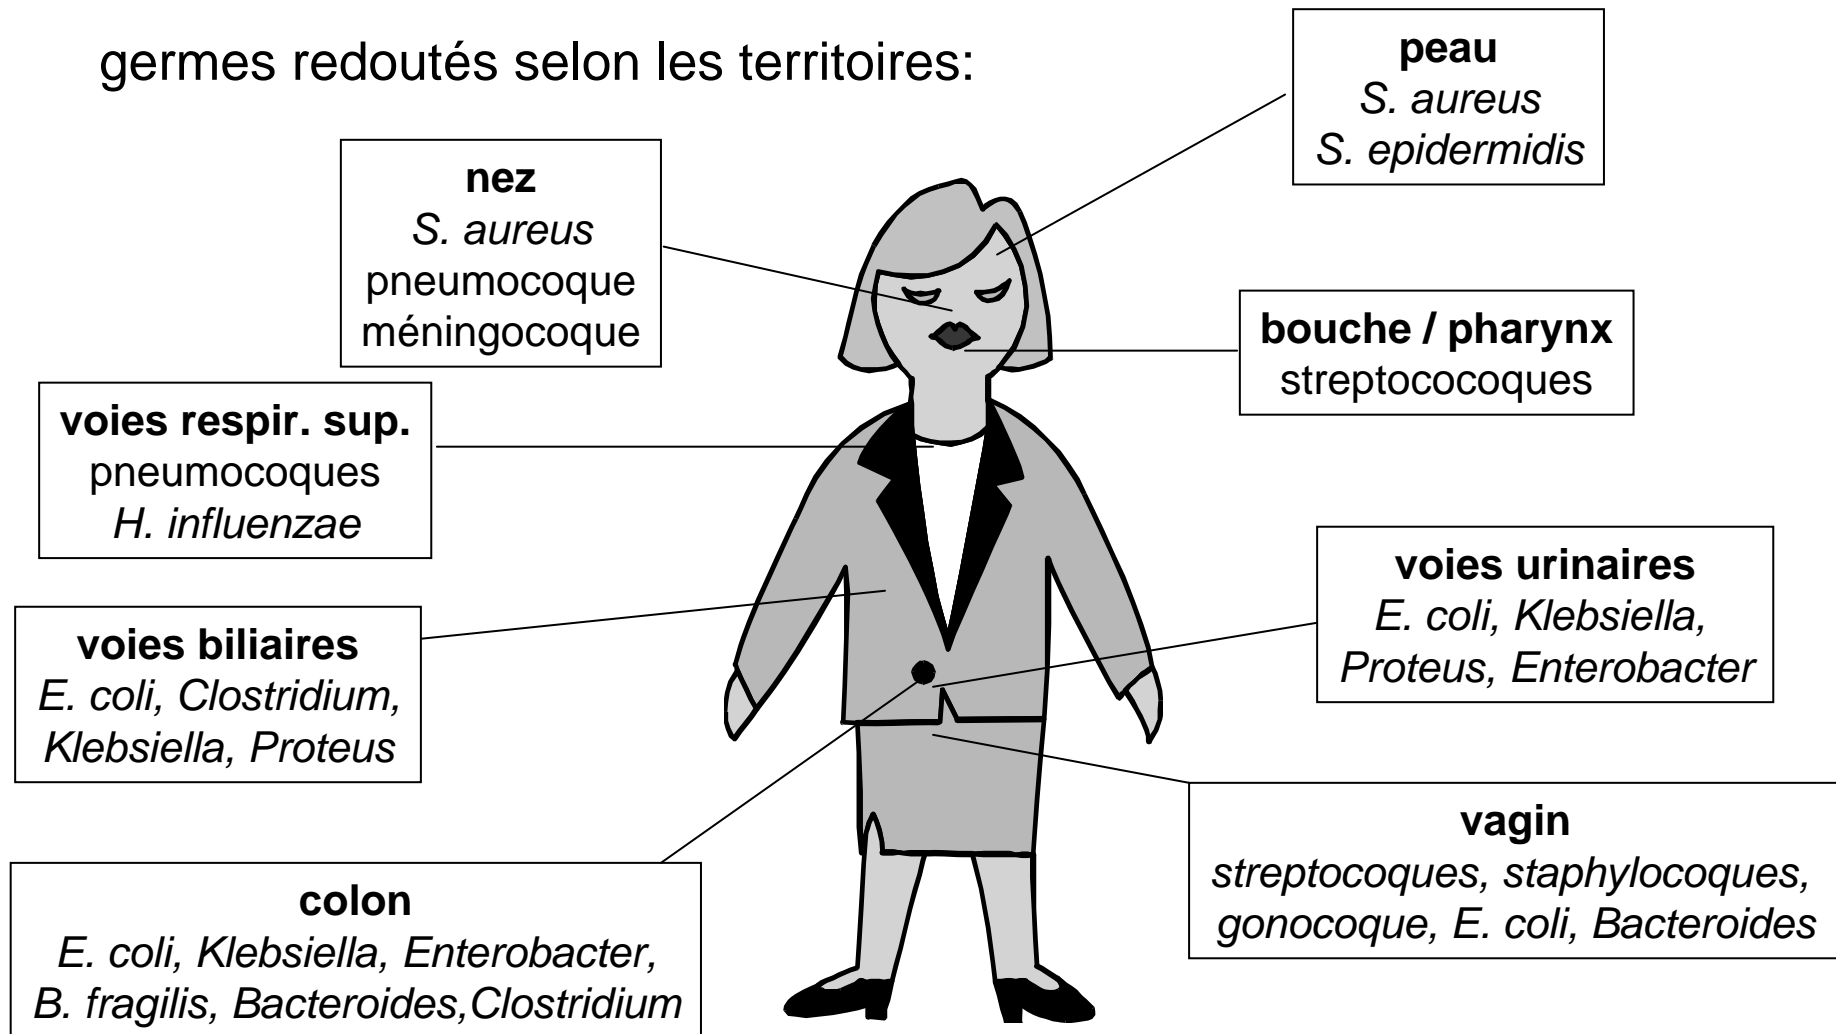 germes redoutés selon les territoires:
peau
S. aureus
S. epidermidis
nez
S. aureus
pneumocoque
méningocoque
bouche / pharynx
streptococoques
voies respir. sup.
pneumocoques
H. influenzae
voies urinaires
E. coli, Klebsiella,
Proteus, Enterobacter
voies biliaires
E. coli, Clostridium,
Klebsiella, Proteus
vagin
streptocoques, staphylocoques,
gonocoque, E. coli, Bacteroides
colon
E. coli, Klebsiella, Enterobacter,
B. fragilis, Bacteroides,Clostridium